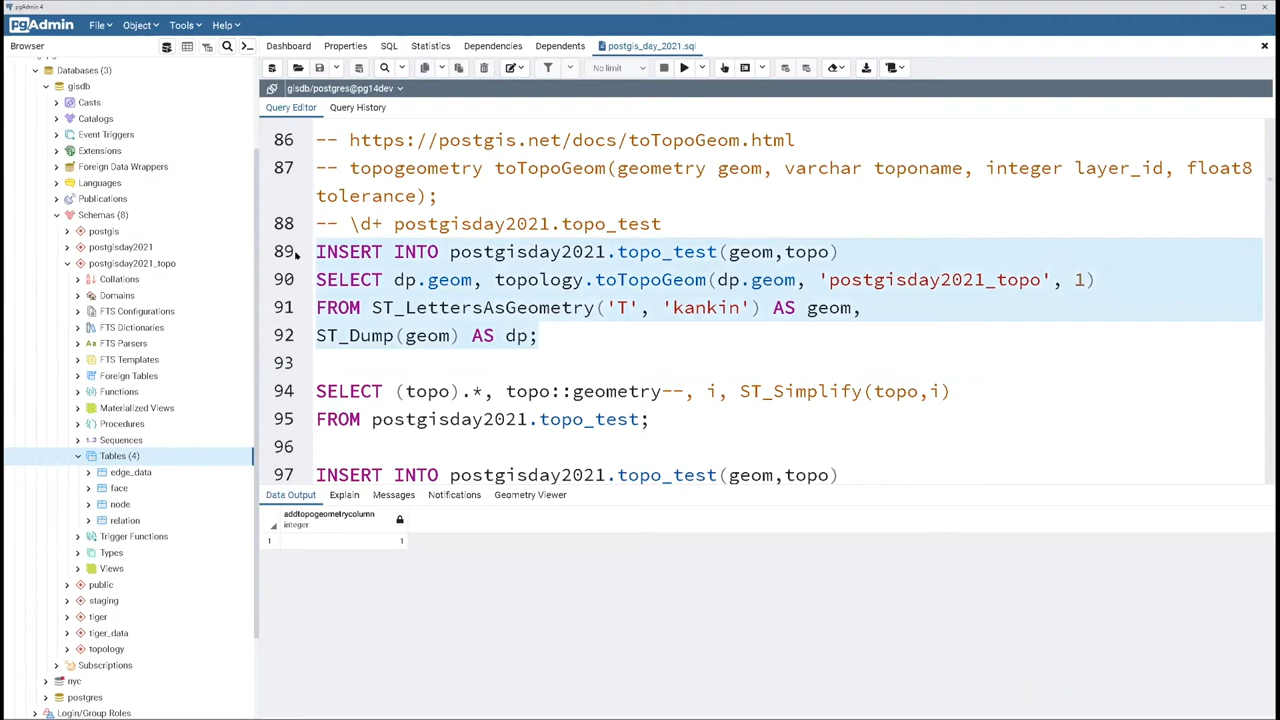 pgAdmin 4
pgAdmin File Object Tools Help
Browser Dashboard Properties SQL Statistics Dependencies Dependents postgis_day_2021.sql
Databases (3)
gisdb
Casts
Catalogs
Event Triggers
Extensions
Foreign Data Wrappers
Languages
Publications
Schemas (8)
postgis
postgisday2021
postgisday2021_topo
Collations
Domains
FTS Configurations
FTS Dictionaries
FTS Parsers
FTS Templates
Foreign Tables
Functions
Materialized Views
Procedures
Sequences
Tables (4)
edge_data
face
node
relation
Trigger Functions
Types
Views
public
staging
tiger
tiger_data
topology
Subscriptions
nyc
postgres
Login/Group Roles
No limit
gisdb/postgres@pg14dev
Query Editor Query History
86 -- https://postgis.net/docs/toTopoGeom.html
87 -- topogeometry toTopoGeom(geometry geom, varchar toponame, integer layer_id, float8
tolerance);
88 -- \d+ postgisday2021.topo_test
89 INSERT INTO postgisday2021.topo_test(geom,topo)
90 SELECT dp.geom, topology.toTopoGeom(dp.geom, 'postgisday2021_topo', 1)
91 FROM ST_LettersAsGeometry('T', 'kankin') AS geom,
92 ST_Dump(geom) AS dp;
93
94 SELECT (topo).*, topo::geometry--, i, ST_Simplify(topo,i)
95 FROM postgisday2021.topo_test;
96
97 INSERT INTO postgisday2021.topo_test(geom,topo)
Data Output Explain Messages Notifications Geometry Viewer
addtopogeometrycolumn
integer
1 1